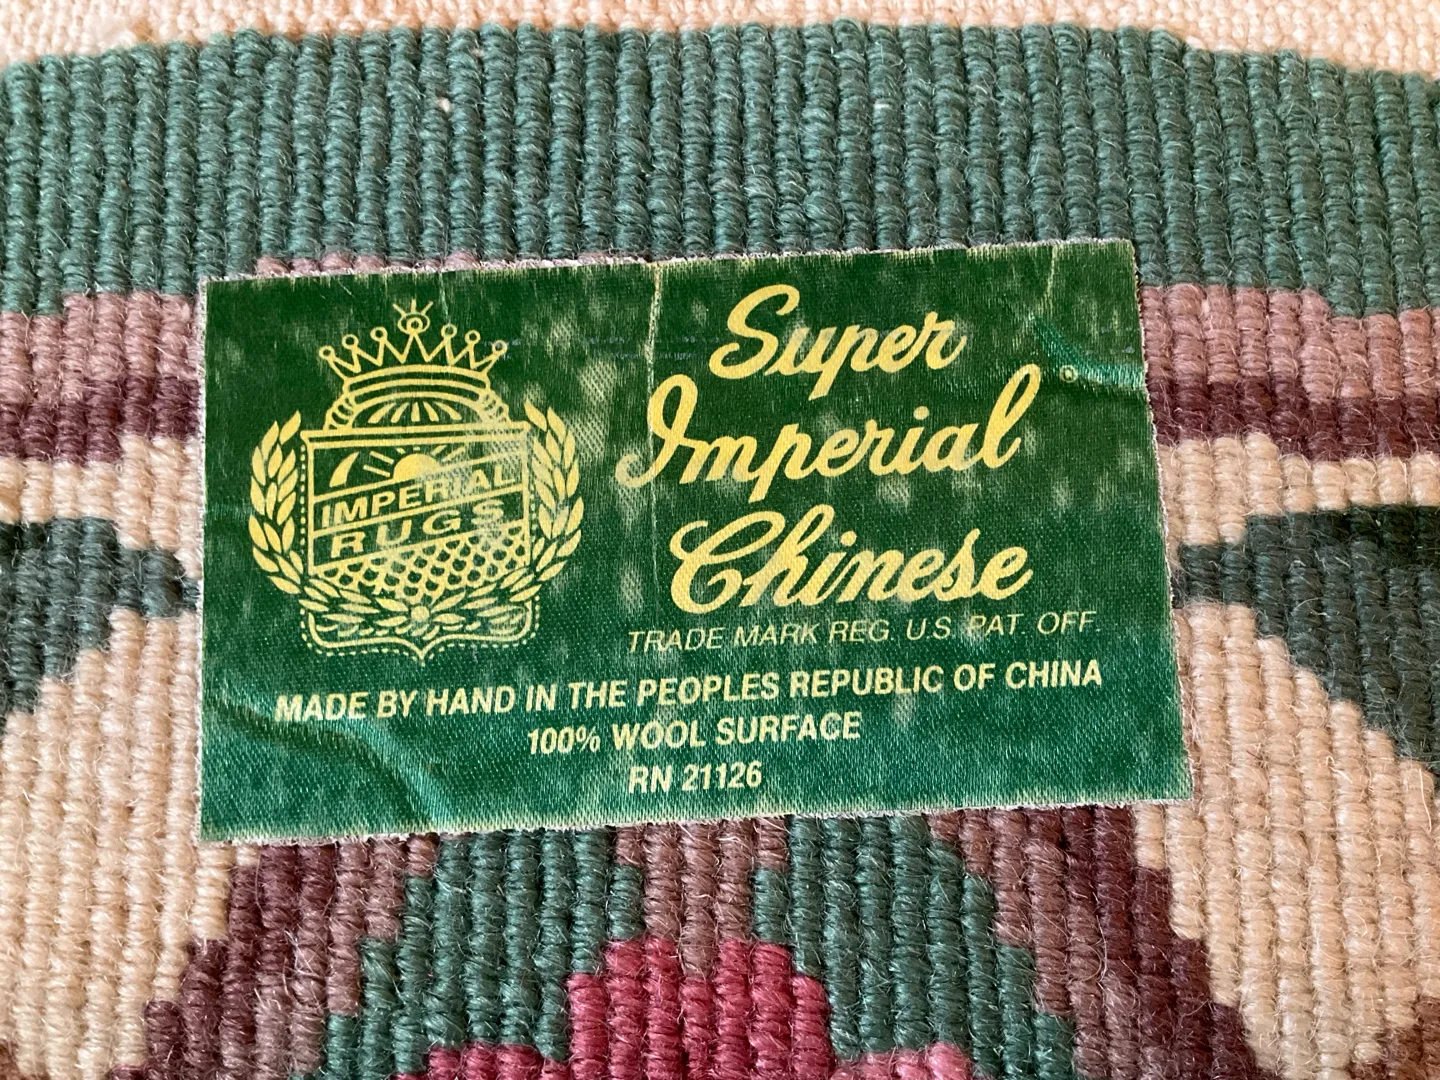 IMPERIAL
RUGS
Super
Imperial®
Chinese
TRADE MARK REG. U.S. PAT. OFF.
MADE BY HAND IN THE PEOPLES REPUBLIC OF CHINA
100% WOOL SURFACE
RN 21126